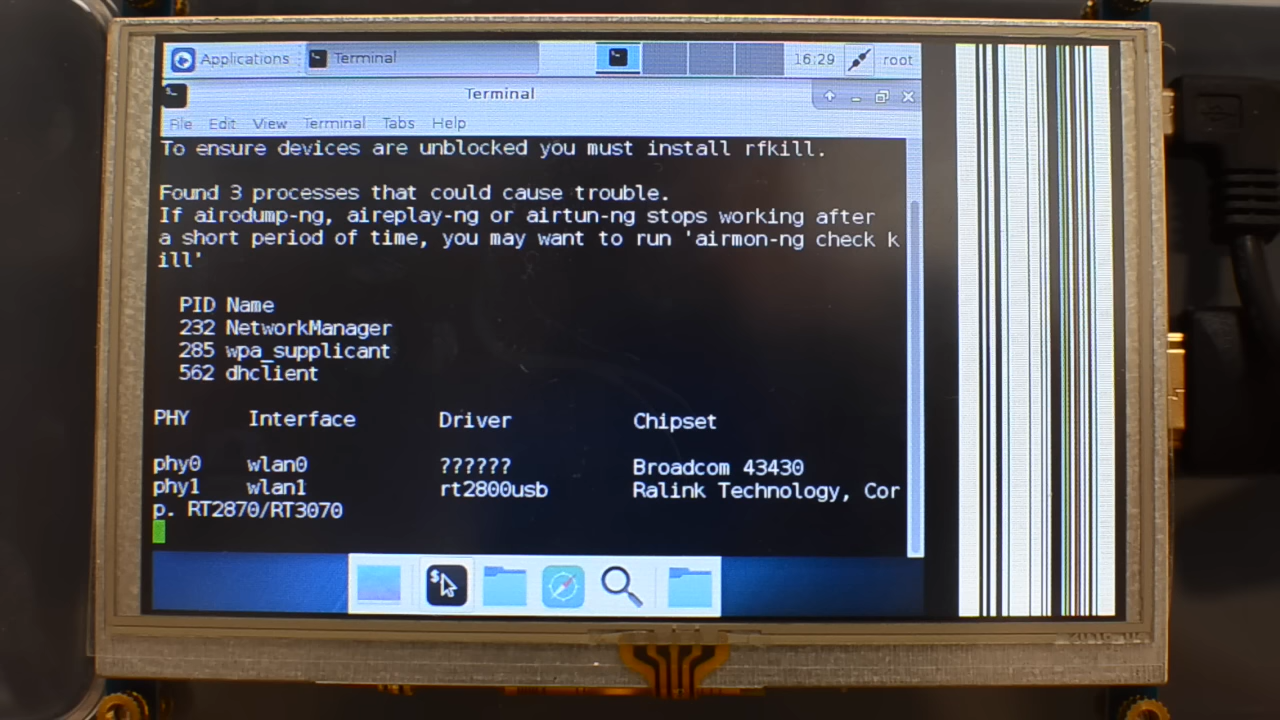 Applications
Terminal
16:29
root
Terminal
File Edit View Terminal Tabs Help
To ensure devices are unblocked you must install rfkill.
Found 3 processes that could cause trouble.
If airodump-ng, aireplay-ng or airtun-ng stops working after
a short period of time, you may want to run 'airmon-ng check k
ill'
PID Name
232 NetworkManager
285 wpa_supplicant
562 dhclient
PHY Interface Driver Chipset
phy0 wlan0 ?????? Broadcom 43430
phy1 wlan1 rt2800usb Ralink Technology, Cor
p. RT2870/RT3070